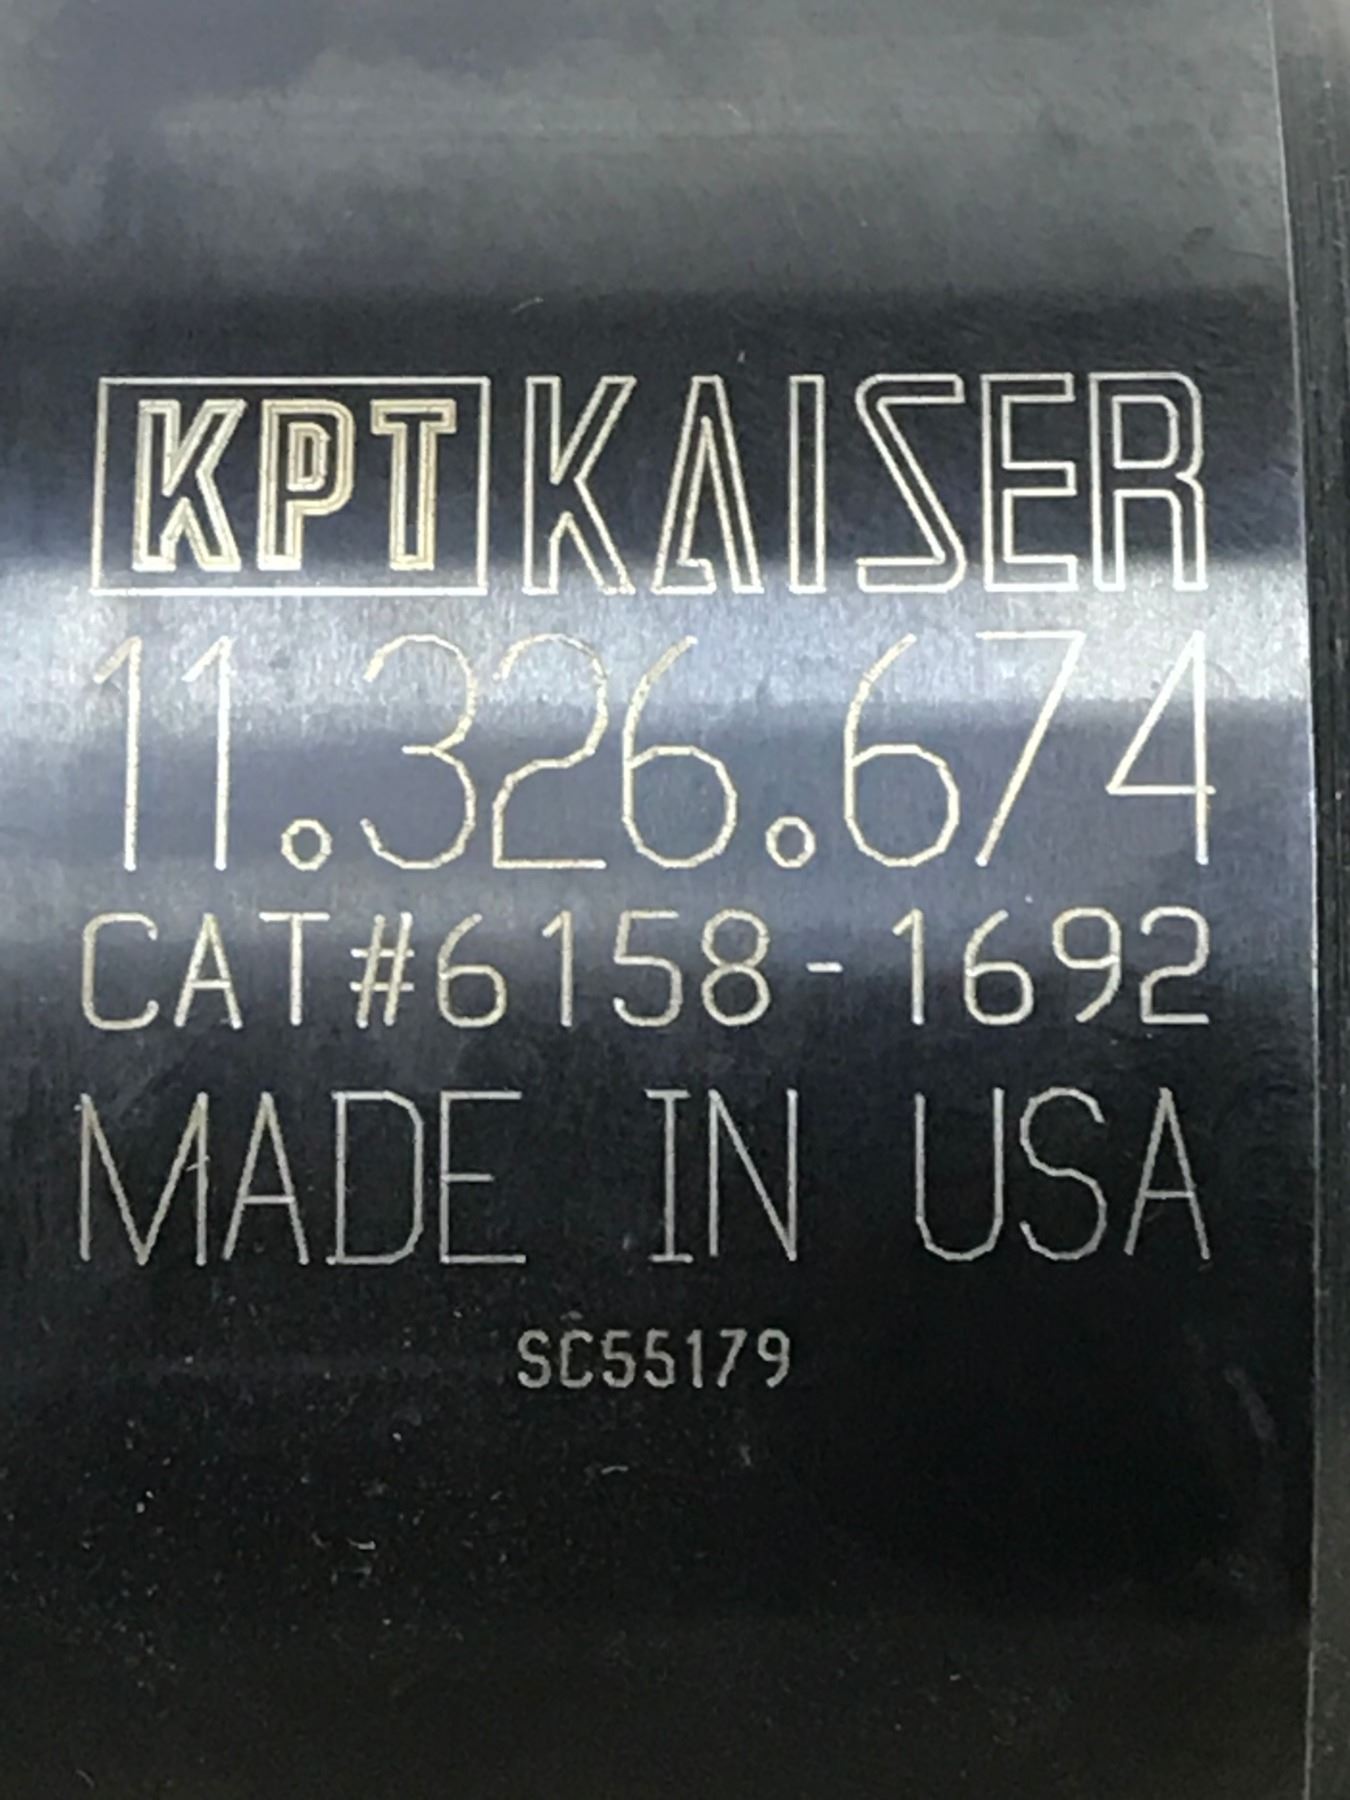 KPT KAISER
11.326.674
CAT#6158-1692
MADE IN USA
SC55179